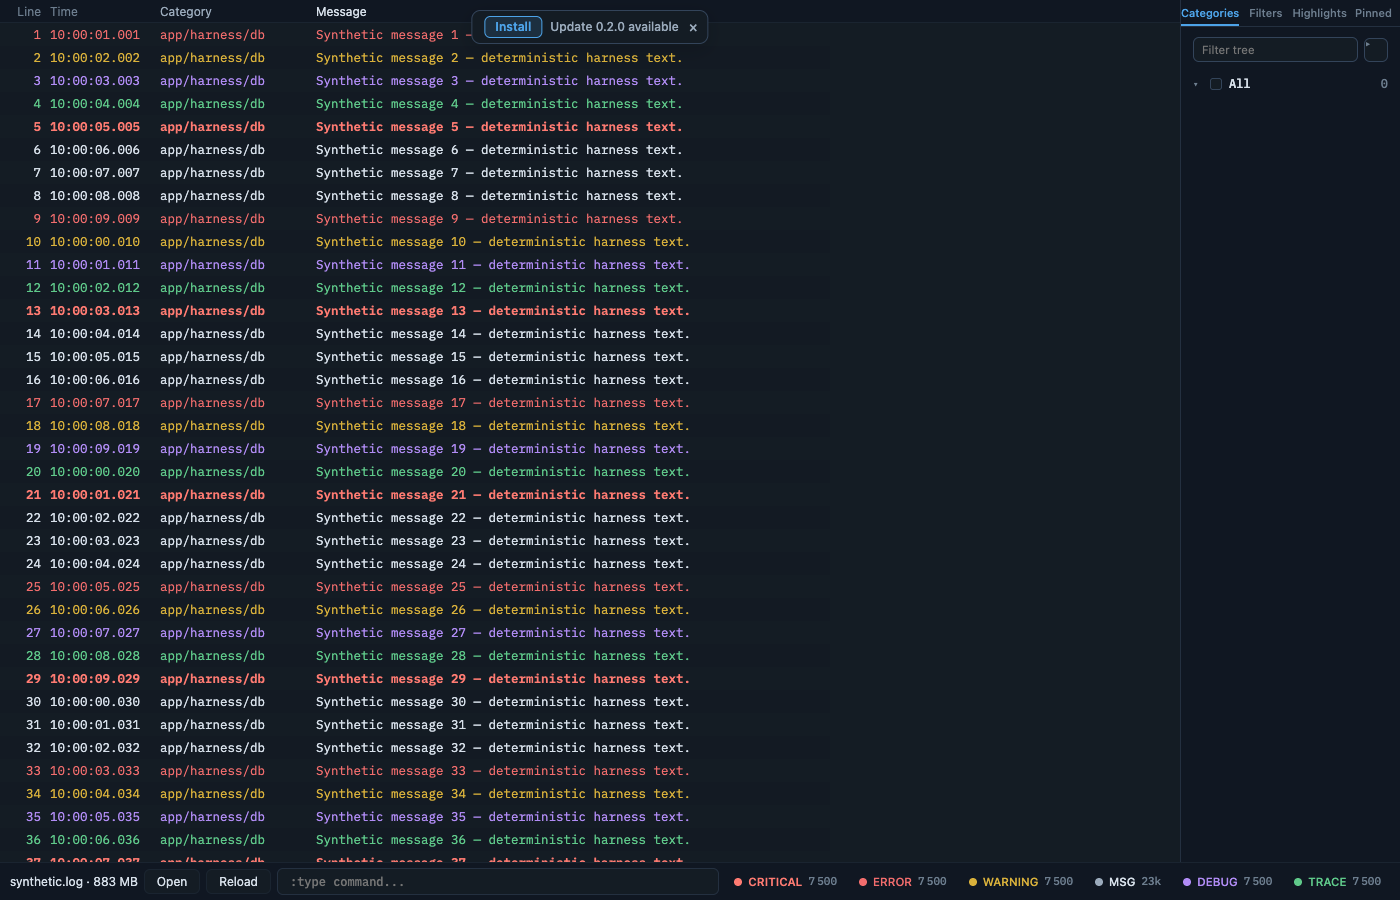 Line Time Category Message
Install Update 0.2.0 available ×
1 10:00:01.001 app/harness/db Synthetic message 1 —
2 10:00:02.002 app/harness/db Synthetic message 2 — deterministic harness text.
3 10:00:03.003 app/harness/db Synthetic message 3 — deterministic harness text.
4 10:00:04.004 app/harness/db Synthetic message 4 — deterministic harness text.
5 10:00:05.005 app/harness/db Synthetic message 5 — deterministic harness text.
6 10:00:06.006 app/harness/db Synthetic message 6 — deterministic harness text.
7 10:00:07.007 app/harness/db Synthetic message 7 — deterministic harness text.
8 10:00:08.008 app/harness/db Synthetic message 8 — deterministic harness text.
9 10:00:09.009 app/harness/db Synthetic message 9 — deterministic harness text.
10 10:00:00.010 app/harness/db Synthetic message 10 — deterministic harness text.
11 10:00:01.011 app/harness/db Synthetic message 11 — deterministic harness text.
12 10:00:02.012 app/harness/db Synthetic message 12 — deterministic harness text.
13 10:00:03.013 app/harness/db Synthetic message 13 — deterministic harness text.
14 10:00:04.014 app/harness/db Synthetic message 14 — deterministic harness text.
15 10:00:05.015 app/harness/db Synthetic message 15 — deterministic harness text.
16 10:00:06.016 app/harness/db Synthetic message 16 — deterministic harness text.
17 10:00:07.017 app/harness/db Synthetic message 17 — deterministic harness text.
18 10:00:08.018 app/harness/db Synthetic message 18 — deterministic harness text.
19 10:00:09.019 app/harness/db Synthetic message 19 — deterministic harness text.
20 10:00:00.020 app/harness/db Synthetic message 20 — deterministic harness text.
21 10:00:01.021 app/harness/db Synthetic message 21 — deterministic harness text.
22 10:00:02.022 app/harness/db Synthetic message 22 — deterministic harness text.
23 10:00:03.023 app/harness/db Synthetic message 23 — deterministic harness text.
24 10:00:04.024 app/harness/db Synthetic message 24 — deterministic harness text.
25 10:00:05.025 app/harness/db Synthetic message 25 — deterministic harness text.
26 10:00:06.026 app/harness/db Synthetic message 26 — deterministic harness text.
27 10:00:07.027 app/harness/db Synthetic message 27 — deterministic harness text.
28 10:00:08.028 app/harness/db Synthetic message 28 — deterministic harness text.
29 10:00:09.029 app/harness/db Synthetic message 29 — deterministic harness text.
30 10:00:00.030 app/harness/db Synthetic message 30 — deterministic harness text.
31 10:00:01.031 app/harness/db Synthetic message 31 — deterministic harness text.
32 10:00:02.032 app/harness/db Synthetic message 32 — deterministic harness text.
33 10:00:03.033 app/harness/db Synthetic message 33 — deterministic harness text.
34 10:00:04.034 app/harness/db Synthetic message 34 — deterministic harness text.
35 10:00:05.035 app/harness/db Synthetic message 35 — deterministic harness text.
36 10:00:06.036 app/harness/db Synthetic message 36 — deterministic harness text.
Categories Filters Highlights Pinned
Filter tree
All 0
synthetic.log · 883 MB Open Reload :type command... CRITICAL 7 500 ERROR 7 500 WARNING 7 500 MSG 23k DEBUG 7 500 TRACE 7 500